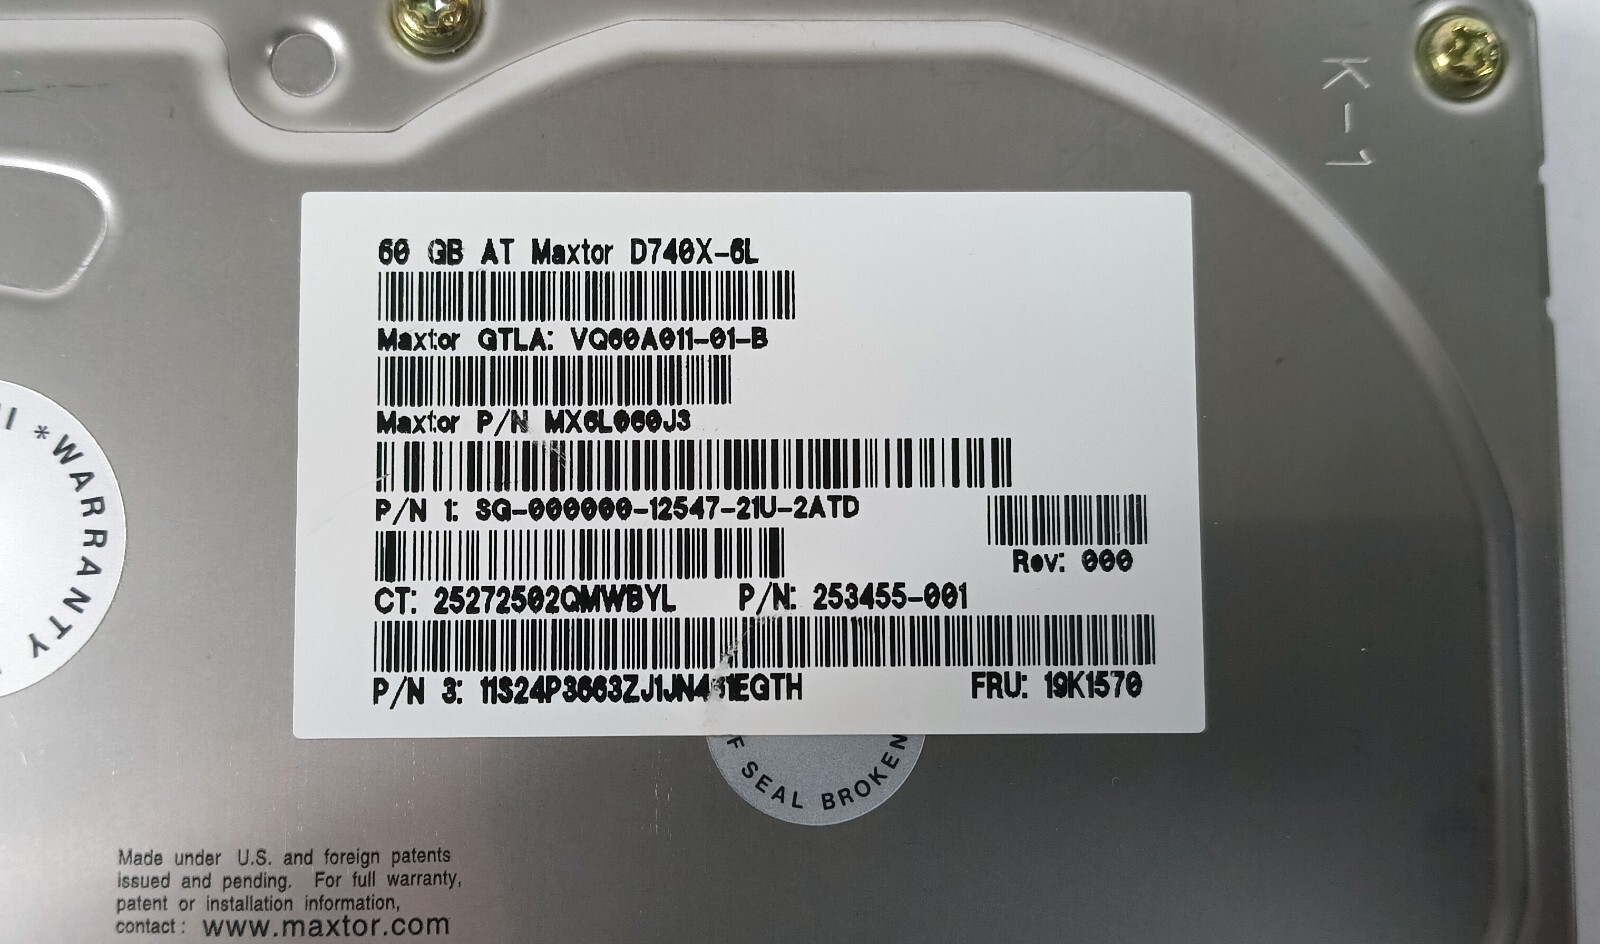 K-1
60 GB AT Maxtor D740X-6L
Maxtor GTLA: VQ60A011-01-B
Maxtor P/N MX6L060J3
P/N 1: SG-000000-12547-21U-2ATD
Rev: 000
CT: 25272502QMWBYL P/N: 253455-001
P/N 3: FRU: 19K1570
*WARRANTY
F SEAL BROKEN
Made under U.S. and foreign patents
issued and pending. For full warranty,
patent or installation information,
contact: www.maxtor.com